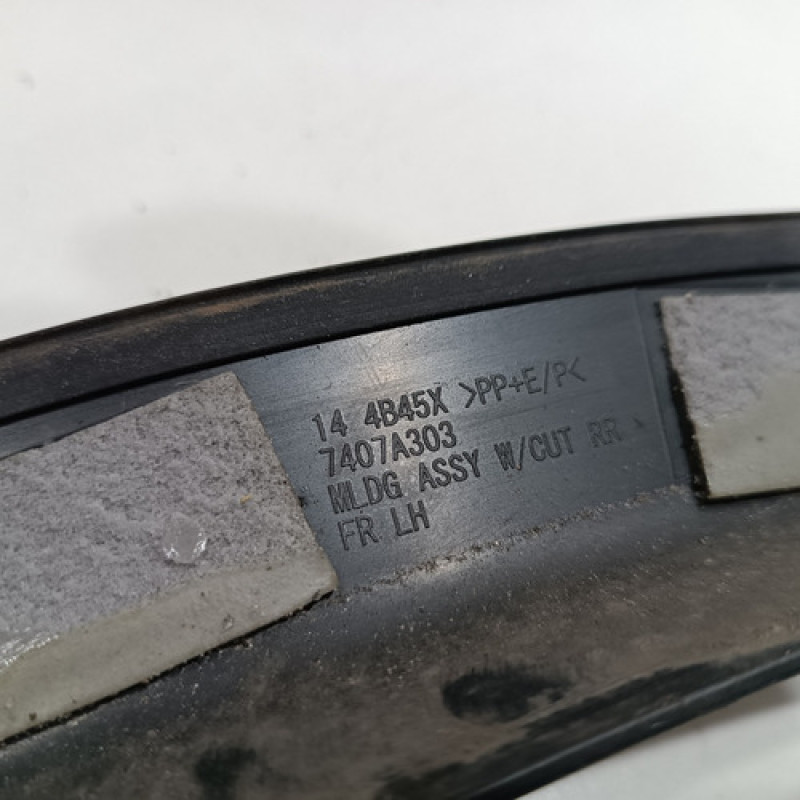 14 4B45X >PP+E/P<
7407A303
MLDG ASSY W/CUT RR
FR LH